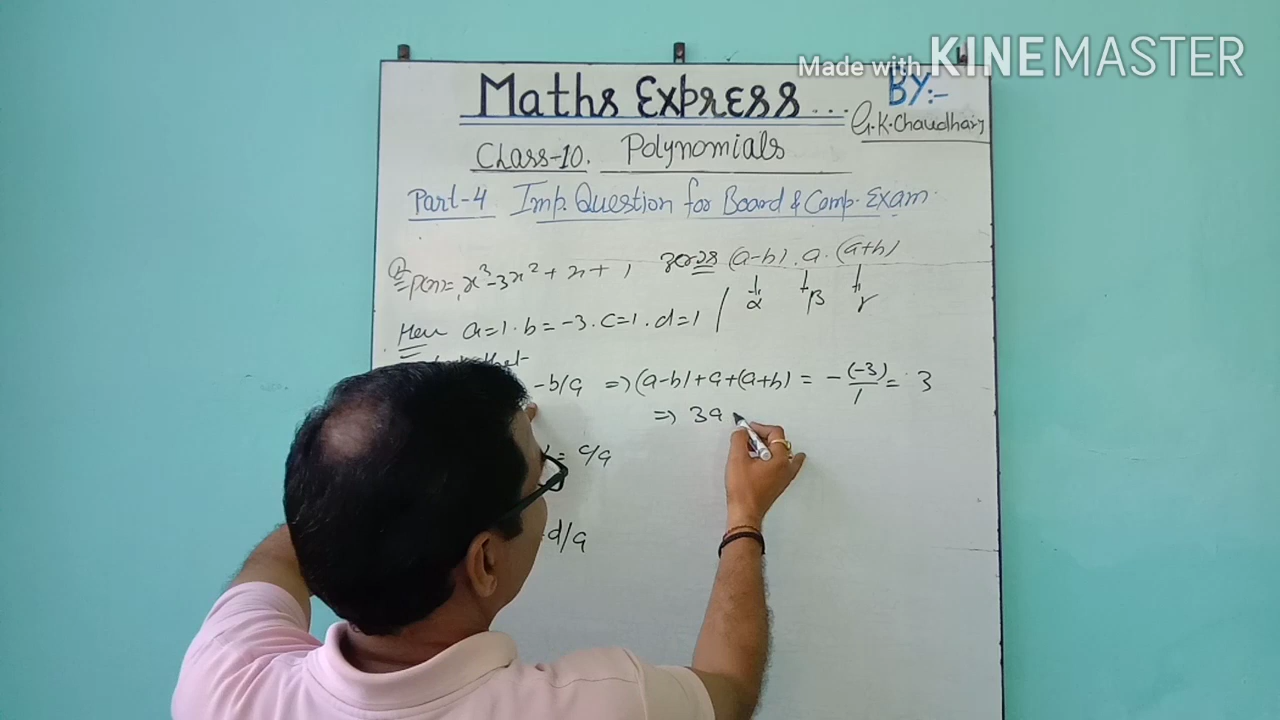 Made with KINEMASTER
Maths Express ...
BY:-
G.K.Chaudhary
Class-10. Polynomials
Part-4 Imp. Question for Board & Comp. Exam.
Q p(x)= x³-3x²+x+1 zeros (a-b), a, (a+b)
α β γ
Here a=1, b=-3, c=1, d=1
-b/a => (a-b)+a+(a+b) = -(-3)/1 = 3
=> 3a
= c/a
d/a